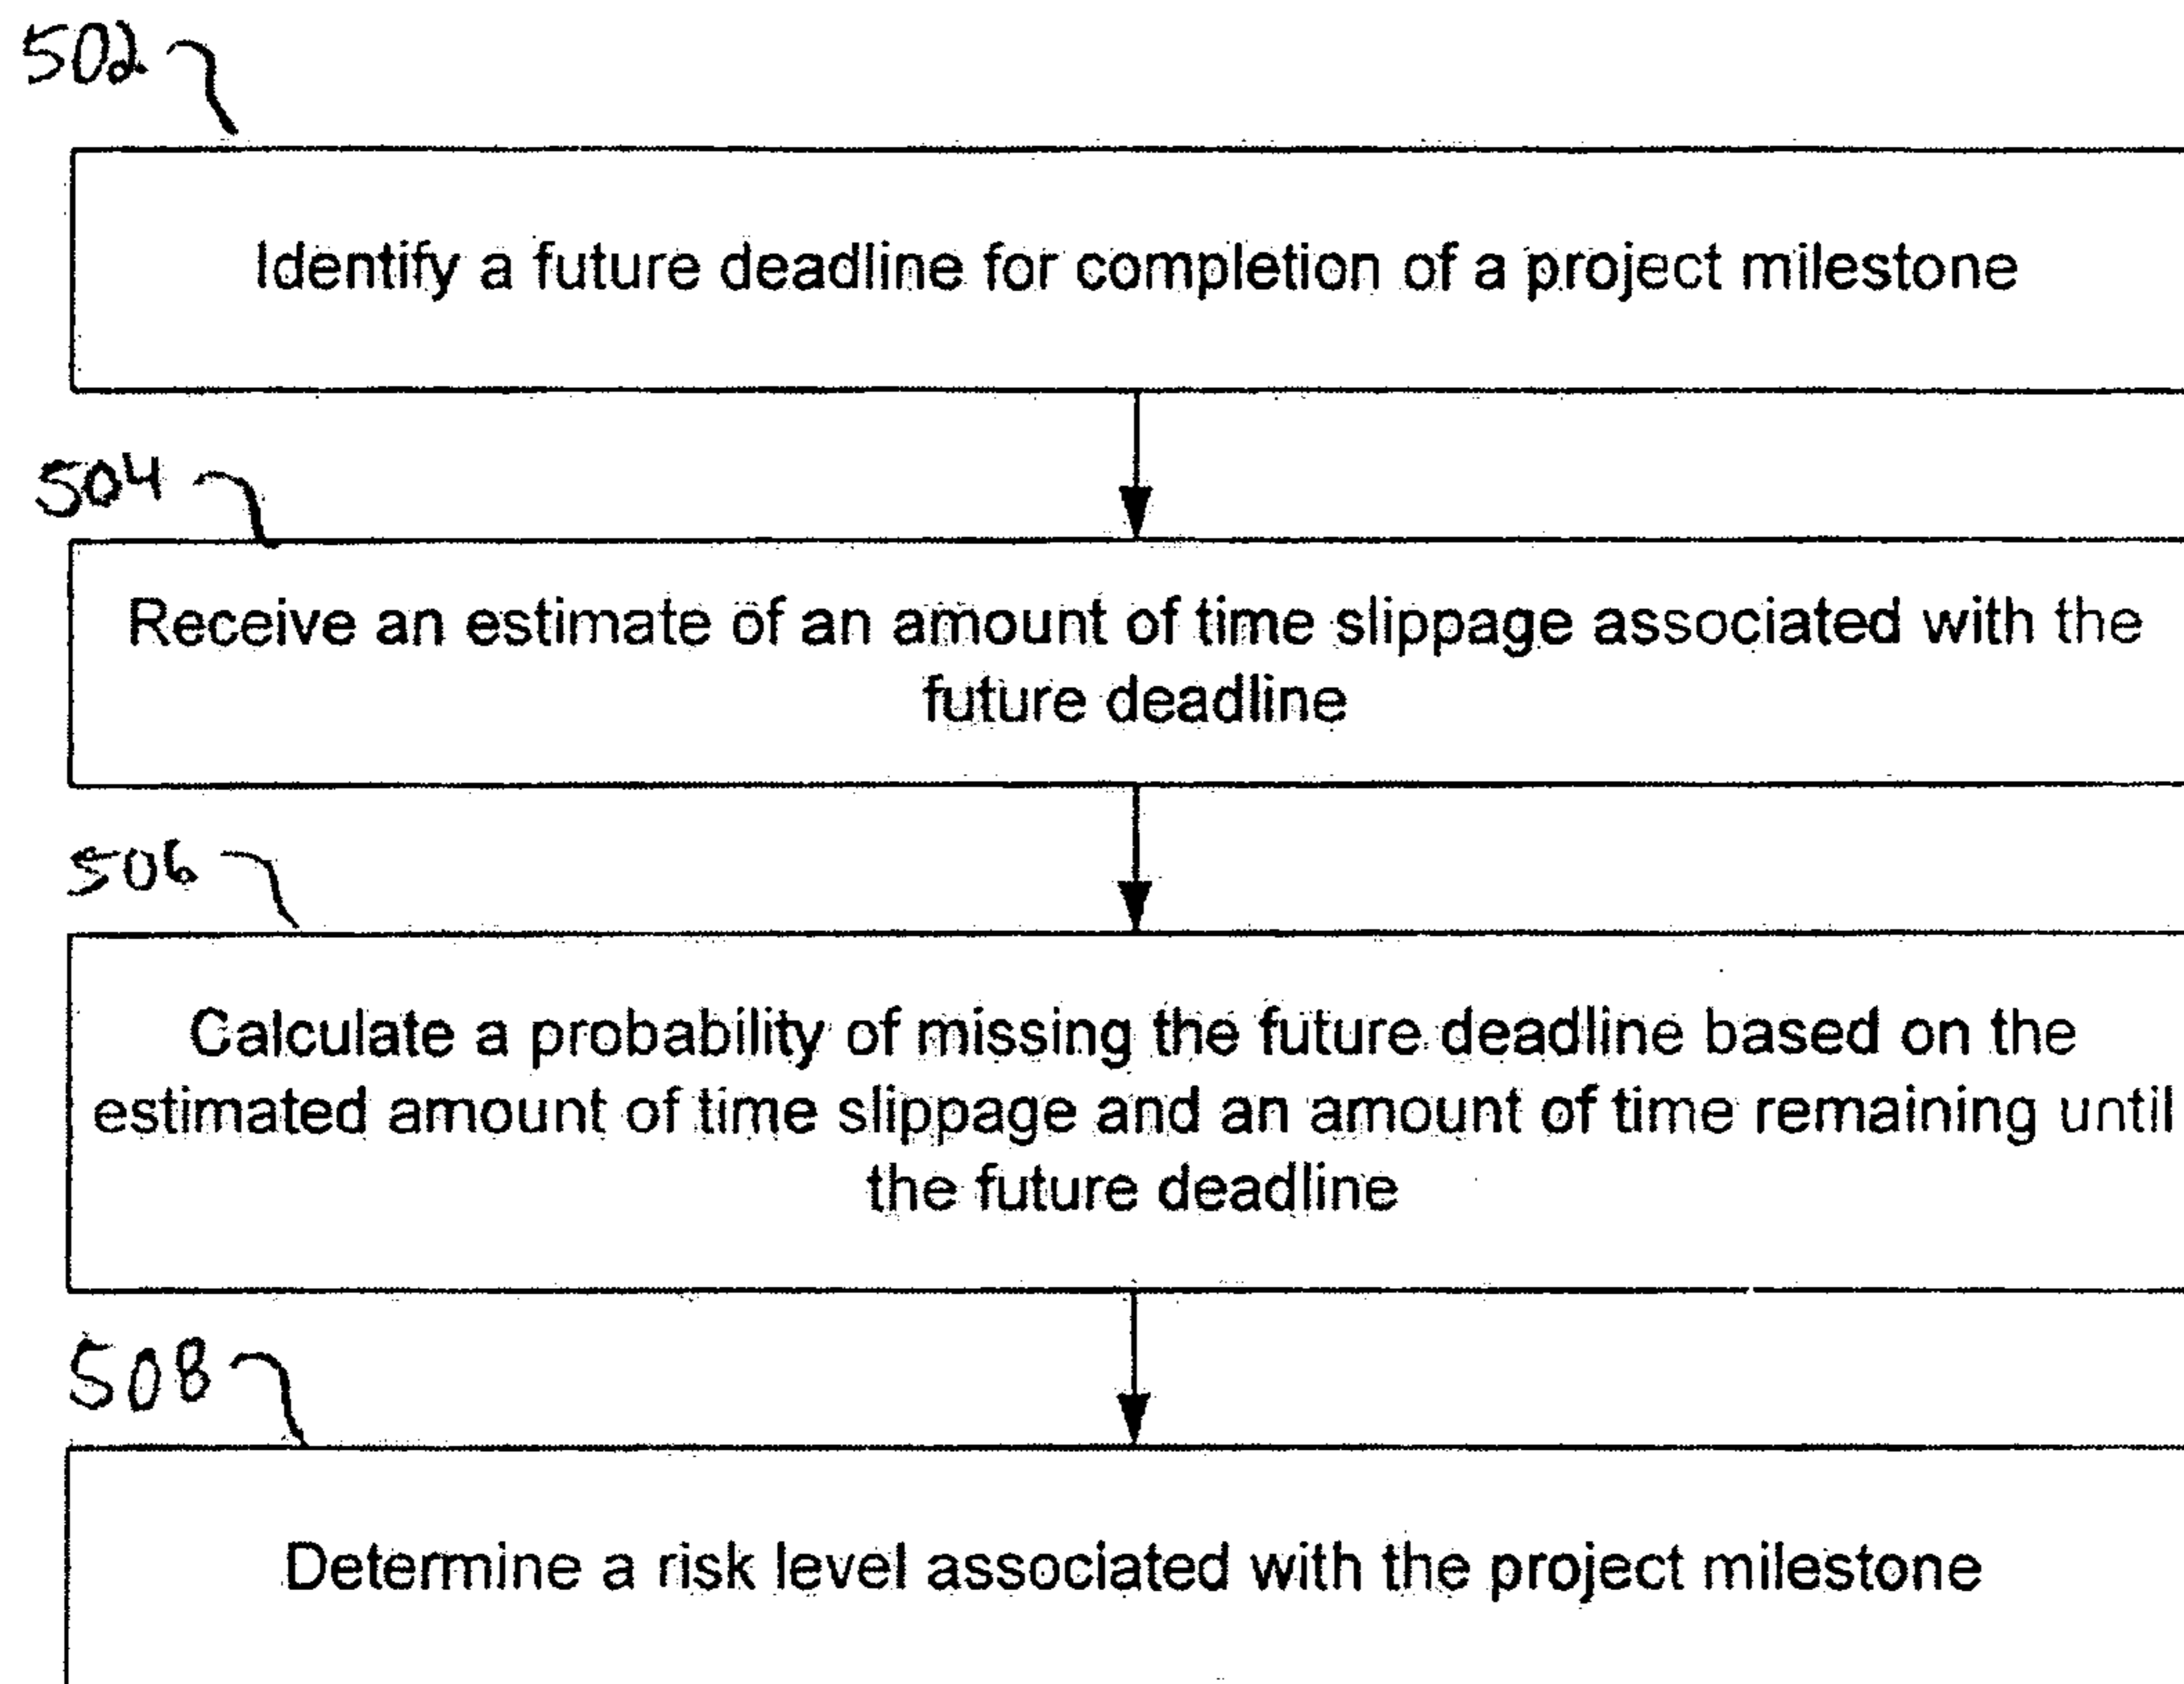 502
Identify a future deadline for completion of a project milestone
504
Receive an estimate of an amount of time slippage associated with the
future deadline
506
Calculate a probability of missing the future deadline based on the
estimated amount of time slippage and an amount of time remaining until
the future deadline
508
Determine a risk level associated with the project milestone